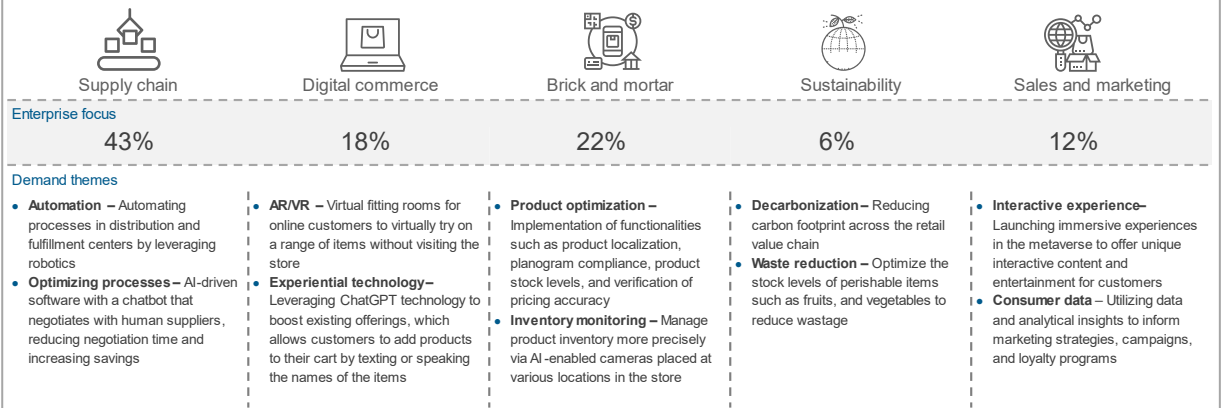 Supply chain
Digital commerce
Brick and mortar
Sustainability
Sales and marketing
Enterprise focus
43%
18%
22%
6%
12%
Demand themes
• Automation – Automating
processes in distribution and
fulfillment centers by leveraging
robotics
• Optimizing processes – AI-driven
software with a chatbot that
negotiates with human suppliers,
reducing negotiation time and
increasing savings
• AR/VR – Virtual fitting rooms for
online customers to virtually try on
a range of items without visiting the
store
• Experiential technology–
Leveraging ChatGPT technology to
boost existing offerings, which
allows customers to add products
to their cart by texting or speaking
the names of the items
• Product optimization –
Implementation of functionalities
such as product localization,
planogram compliance, product
stock levels, and verification of
pricing accuracy
• Inventory monitoring – Manage
product inventory more precisely
via AI-enabled cameras placed at
various locations in the store
• Decarbonization – Reducing
carbon footprint across the retail
value chain
• Waste reduction – Optimize the
stock levels of perishable items
such as fruits, and vegetables to
reduce wastage
• Interactive experience–
Launching immersive experiences
in the metaverse to offer unique
interactive content and
entertainment for customers
• Consumer data – Utilizing data
and analytical insights to inform
marketing strategies, campaigns,
and loyalty programs